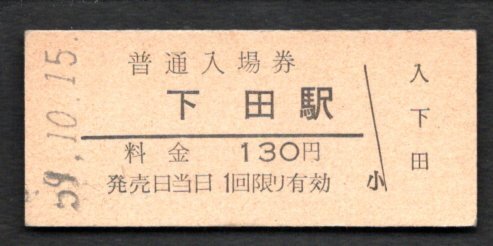 59.10.15.
普通入場券
下田駅
料金 130円
発売日当日1回限り有効
小
入
下
田